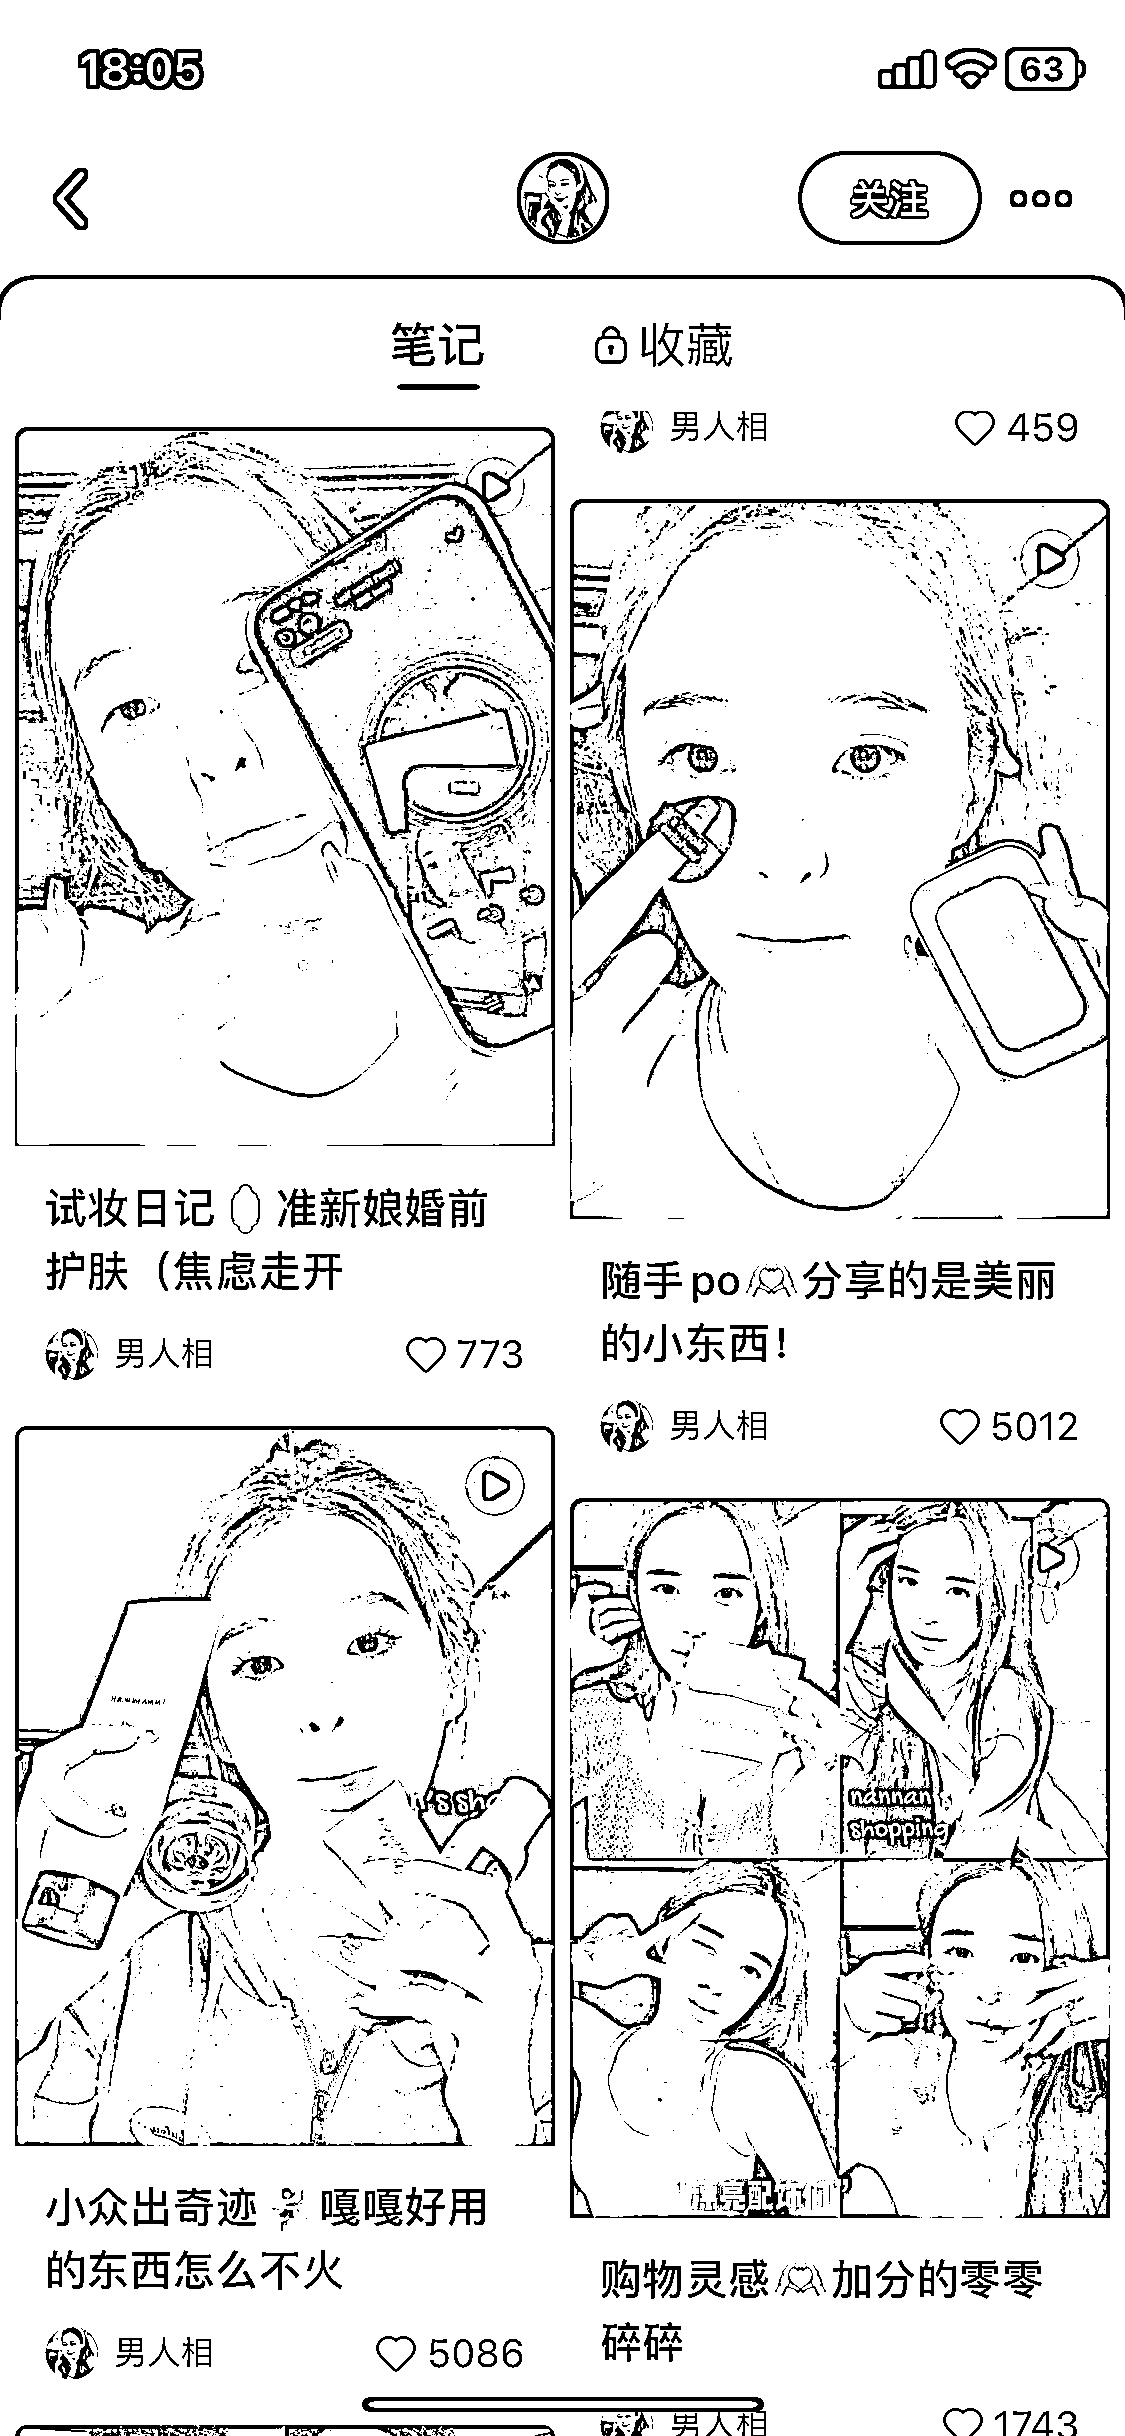 18:05
63
关注
笔记
收藏
男人相
459
试妆日记
准新娘婚前
护肤（焦虑走开
男人相
773
随手po
分享的是美丽
的小东西！
男人相
5012
n's sh
小众出奇迹
嘎嘎好用
的东西怎么不火
男人相
5086
nannan's
shopping
购物灵感
加分的零零
碎碎
男人相
1743